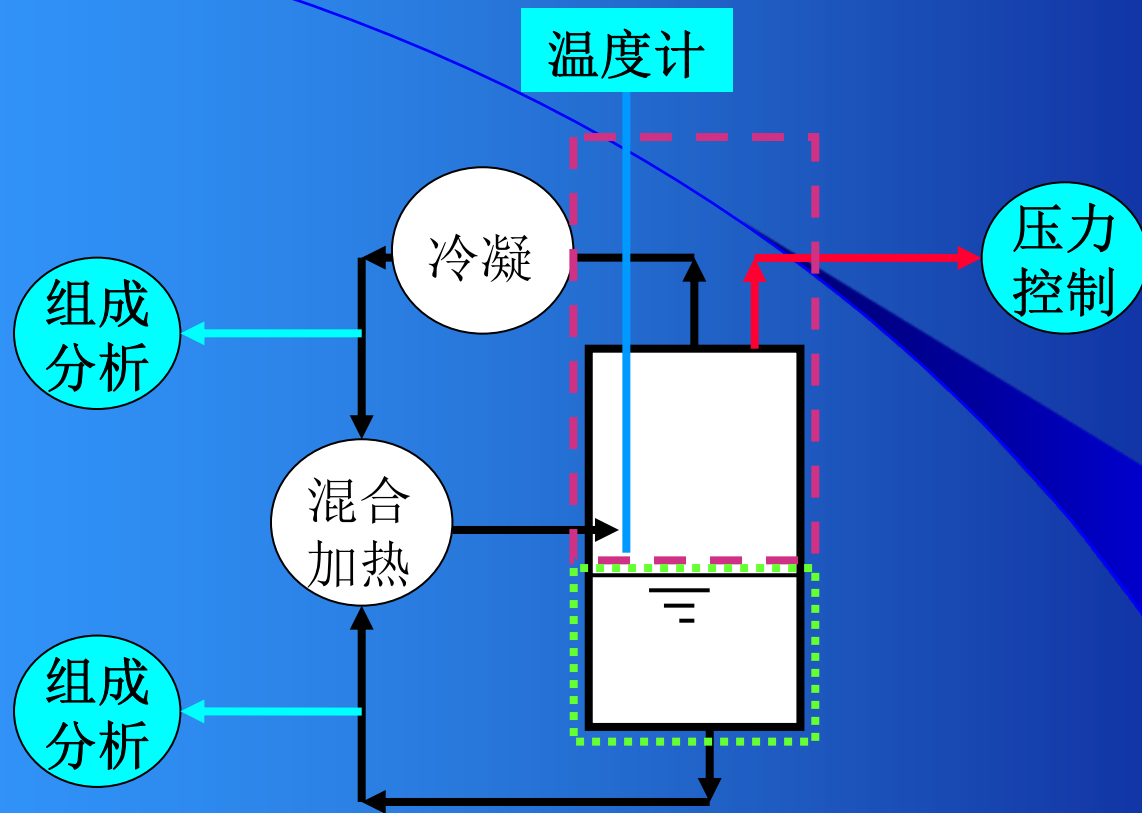 温度计
冷凝
压力
控制
组成
分析
混合
加热
组成
分析